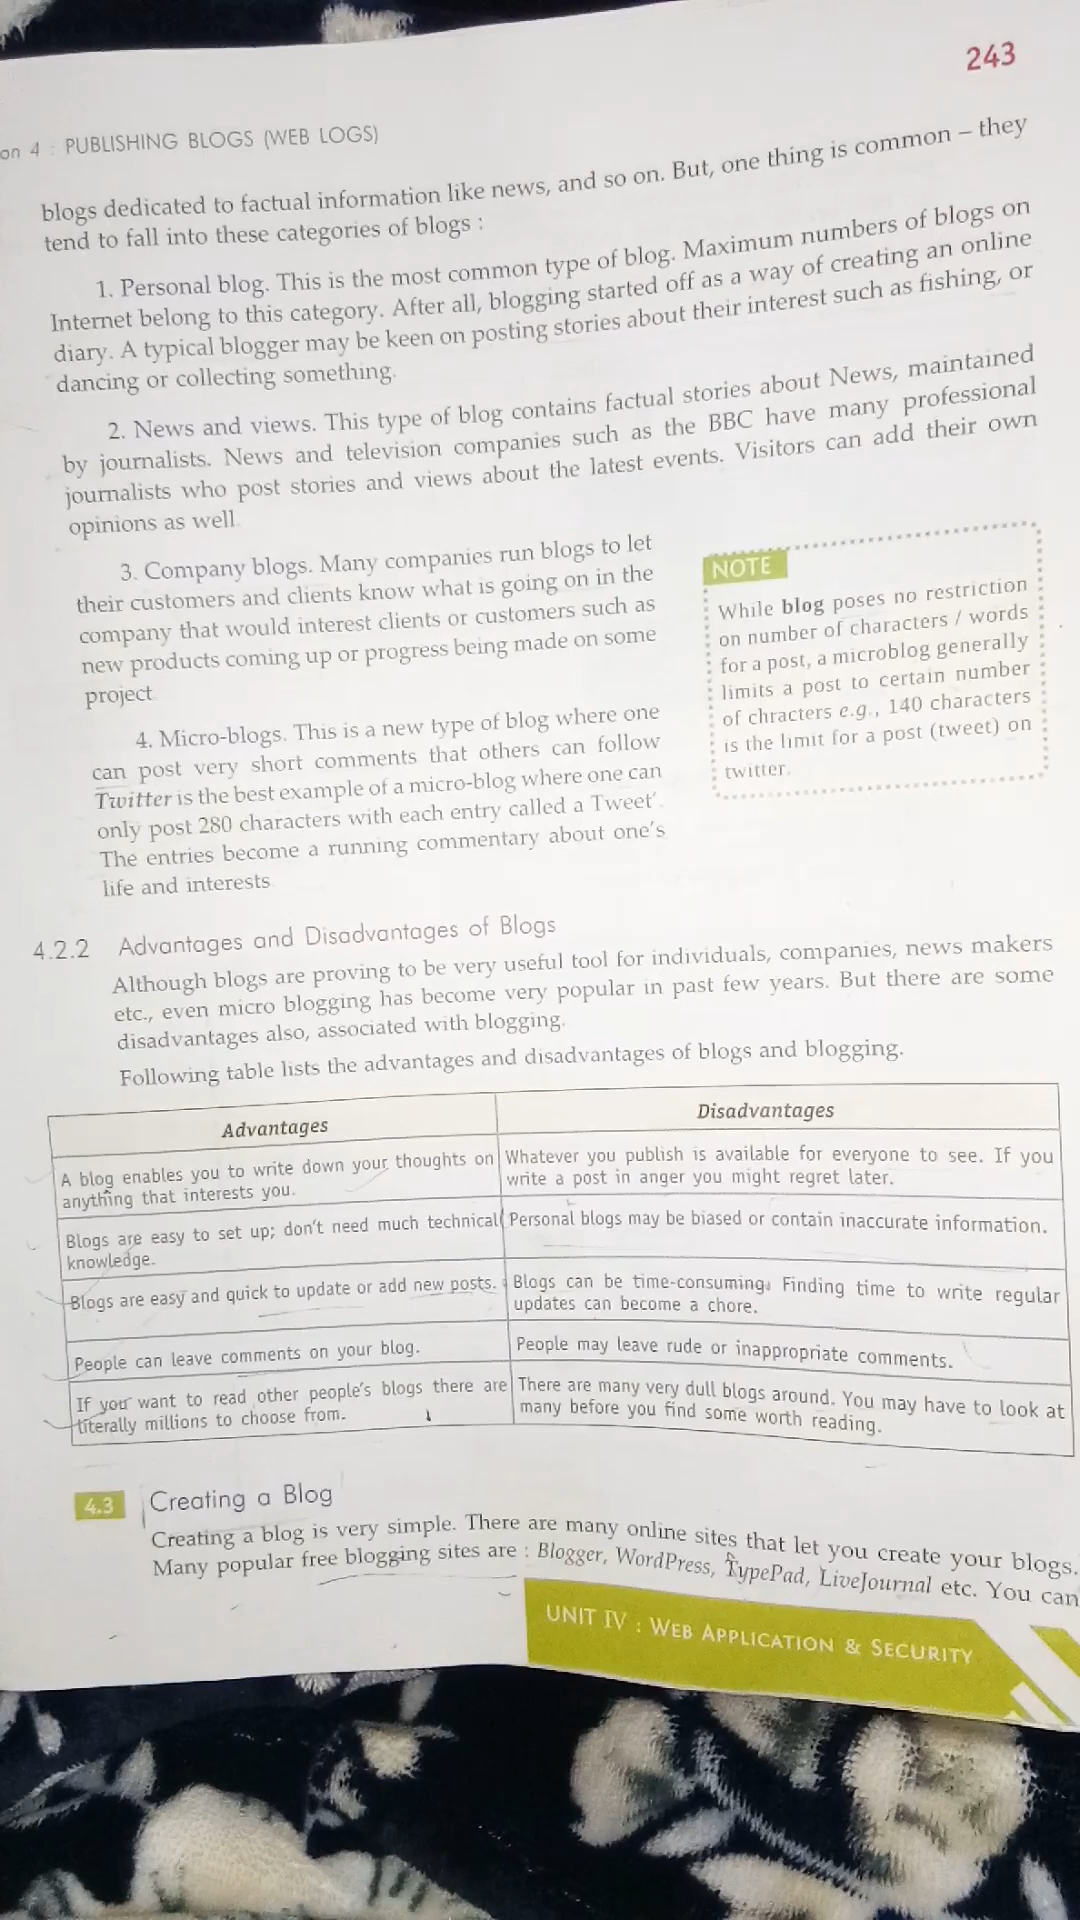 243
on 4 : PUBLISHING BLOGS (WEB LOGS)
blogs dedicated to factual information like news, and so on. But, one thing is common – they
tend to fall into these categories of blogs :
1. Personal blog. This is the most common type of blog. Maximum numbers of blogs on
Internet belong to this category. After all, blogging started off as a way of creating an online
diary. A typical blogger may be keen on posting stories about their interest such as fishing, or
dancing or collecting something.
2. News and views. This type of blog contains factual stories about News, maintained
by journalists. News and television companies such as the BBC have many professional
journalists who post stories and views about the latest events. Visitors can add their own
opinions as well.
3. Company blogs. Many companies run blogs to let
their customers and clients know what is going on in the
company that would interest clients or customers such as
new products coming up or progress being made on some
project
4. Micro-blogs. This is a new type of blog where one
can post very short comments that others can follow
Twitter is the best example of a micro-blog where one can
only post 280 characters with each entry called a Tweet'.
The entries become a running commentary about one's
life and interests
NOTE
While blog poses no restriction
on number of characters / words
for a post, a microblog generally
limits a post to certain number
of chracters e.g., 140 characters
is the limit for a post (tweet) on
twitter.
4.2.2 Advantages and Disadvantages of Blogs
Although blogs are proving to be very useful tool for individuals, companies, news makers
etc., even micro blogging has become very popular in past few years. But there are some
disadvantages also, associated with blogging.
Following table lists the advantages and disadvantages of blogs and blogging.
Advantages
Disadvantages
A blog enables you to write down your thoughts on
anything that interests you.
Whatever you publish is available for everyone to see. If you
write a post in anger you might regret later.
Blogs are easy to set up; don't need much technical
knowledge.
Personal blogs may be biased or contain inaccurate information.
Blogs are easy and quick to update or add new posts.
Blogs can be time-consuming. Finding time to write regular
updates can become a chore.
People can leave comments on your blog.
People may leave rude or inappropriate comments.
If you want to read other people's blogs there are
literally millions to choose from.
There are many very dull blogs around. You may have to look at
many before you find some worth reading.
4.3 Creating a Blog
Creating a blog is very simple. There are many online sites that let you create your blogs.
Many popular free blogging sites are : Blogger, WordPress, TypePad, LiveJournal etc. You can
UNIT IV : WEB APPLICATION & SECURITY